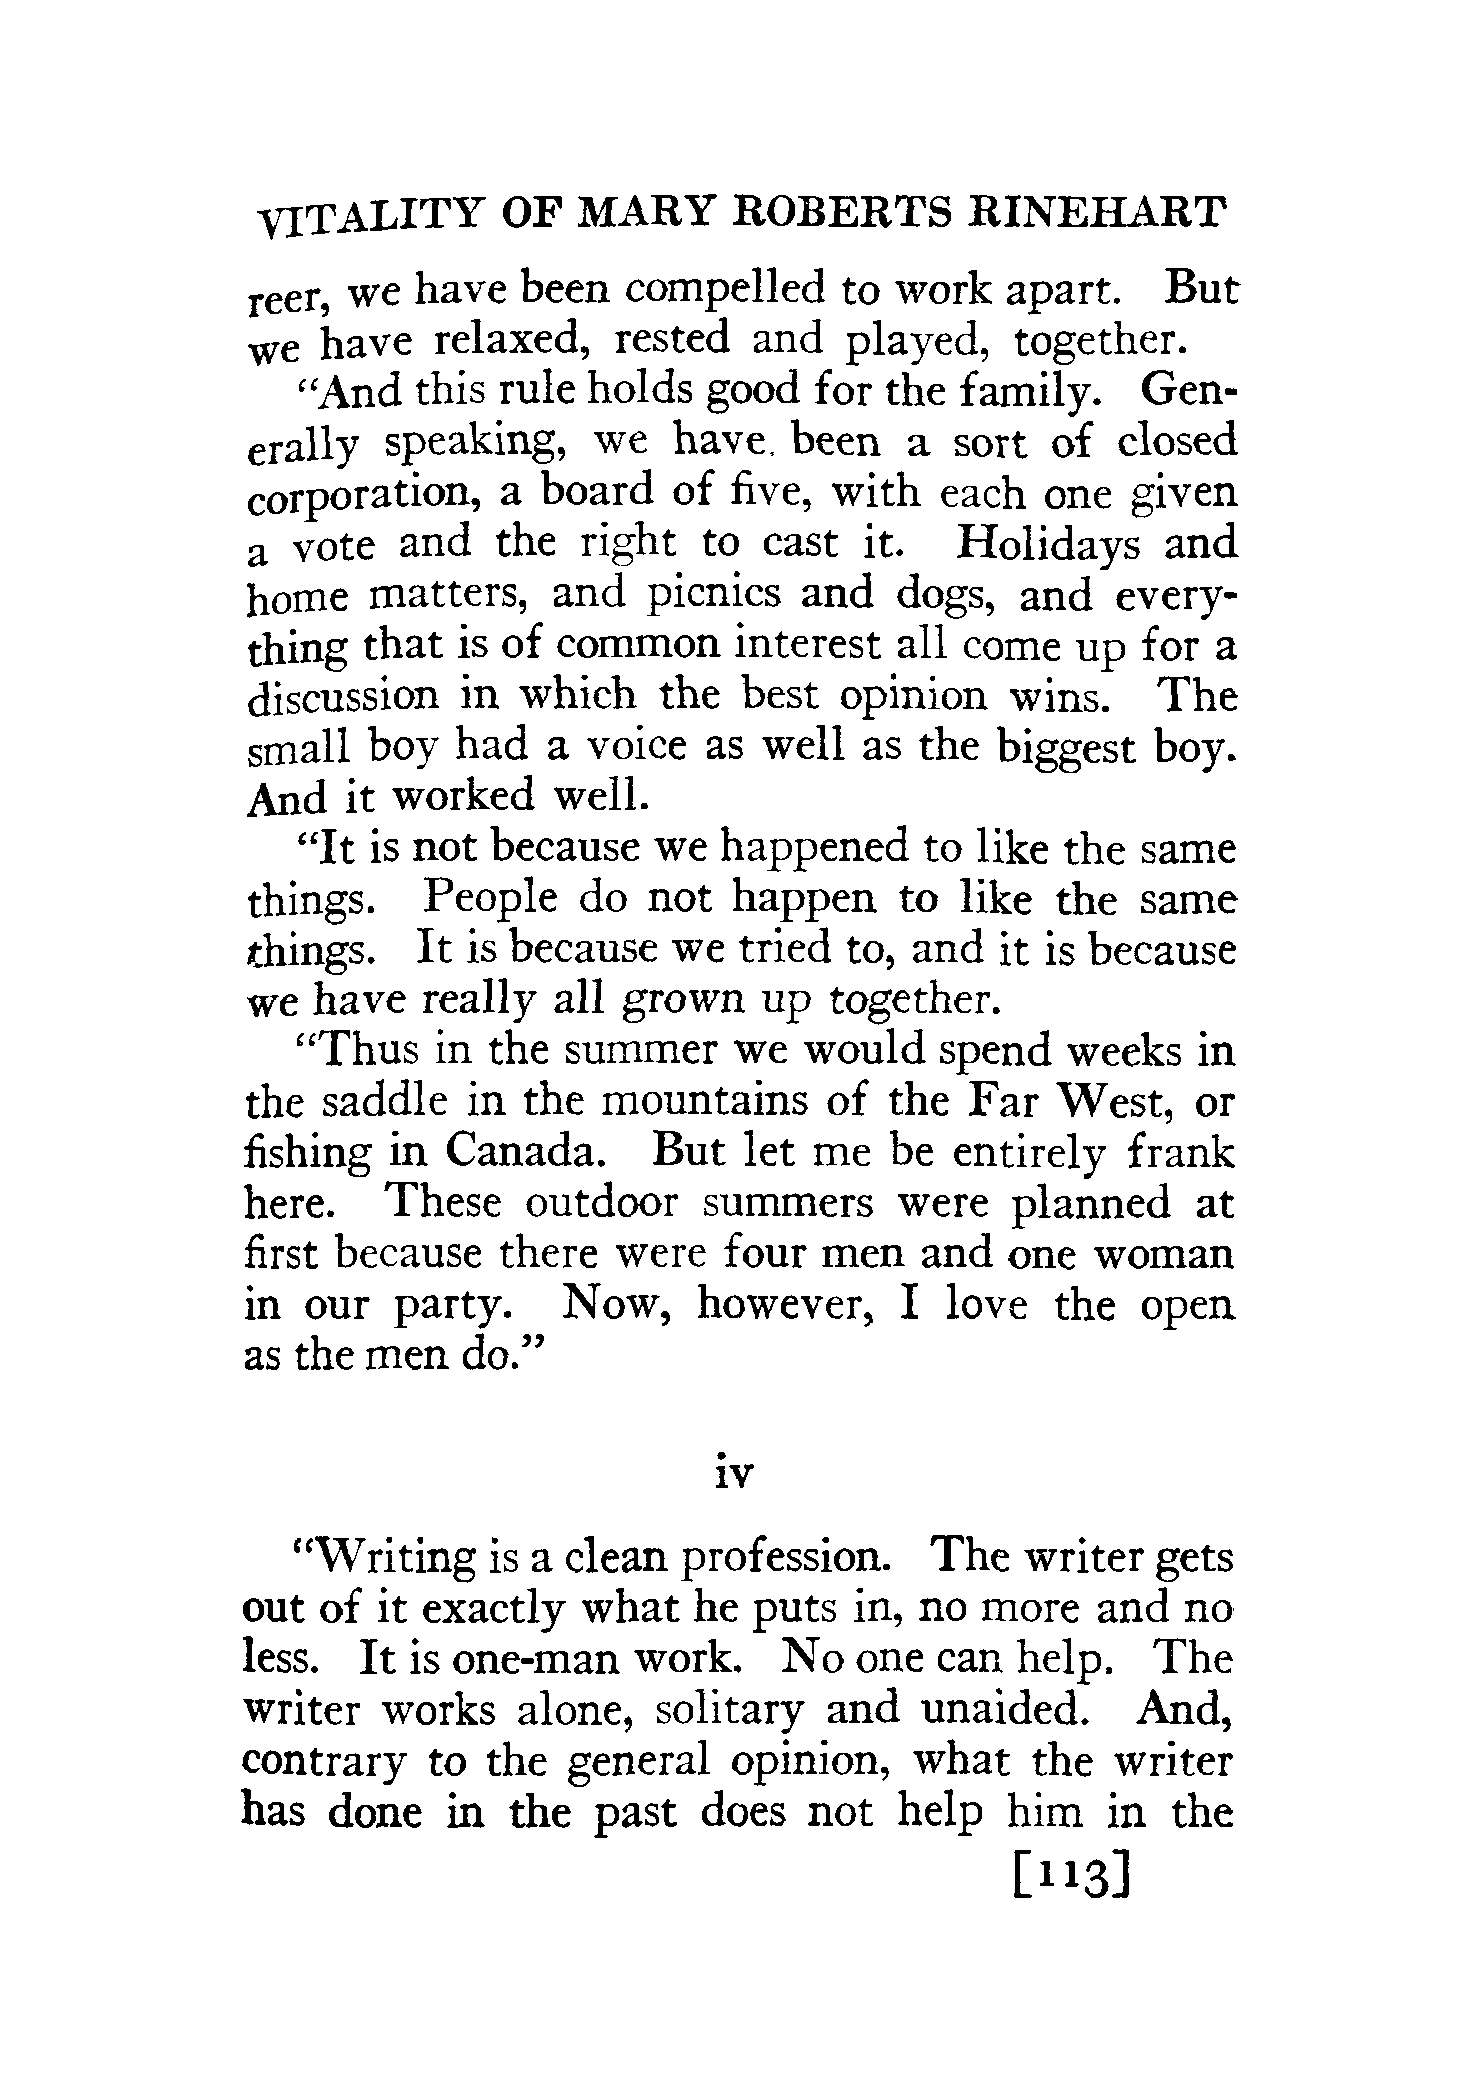 VITALITY OF MARY ROBERTS RINEHART
reer, we have been compelled to work apart. But
we have relaxed, rested and played, together.
“And this rule holds good for the family. Gen-
erally speaking, we have. been a sort of closed
corporation, a board of five, with each one given
a vote and the right to cast it. Holidays and
home matters, and picnics and dogs, and every-
thing that is of common interest all come up for a
discussion in which the best opinion wins. The
small boy had a voice as well as the biggest boy.
And it worked well.
“It is not because we happened to like the same
things. People do not happen to like the same
things. It is because we tried to, and it is because
we have really all grown up together.
“Thus in the summer we would spend weeks in
the saddle in the mountains of the Far West, or
fishing in Canada. But let me be entirely frank
here. These outdoor summers were planned at
first because there were four men and one woman
in our party. Now, however, I love the open
as the men do.”
iv
“Writing is a clean profession. The writer gets
out of it exactly what he puts in, no more and no
less. It is one-man work. No one can help. The
writer works alone, solitary and unaided. And,
contrary to the general opinion, what the writer
has done in the past does not help him in the
[113]